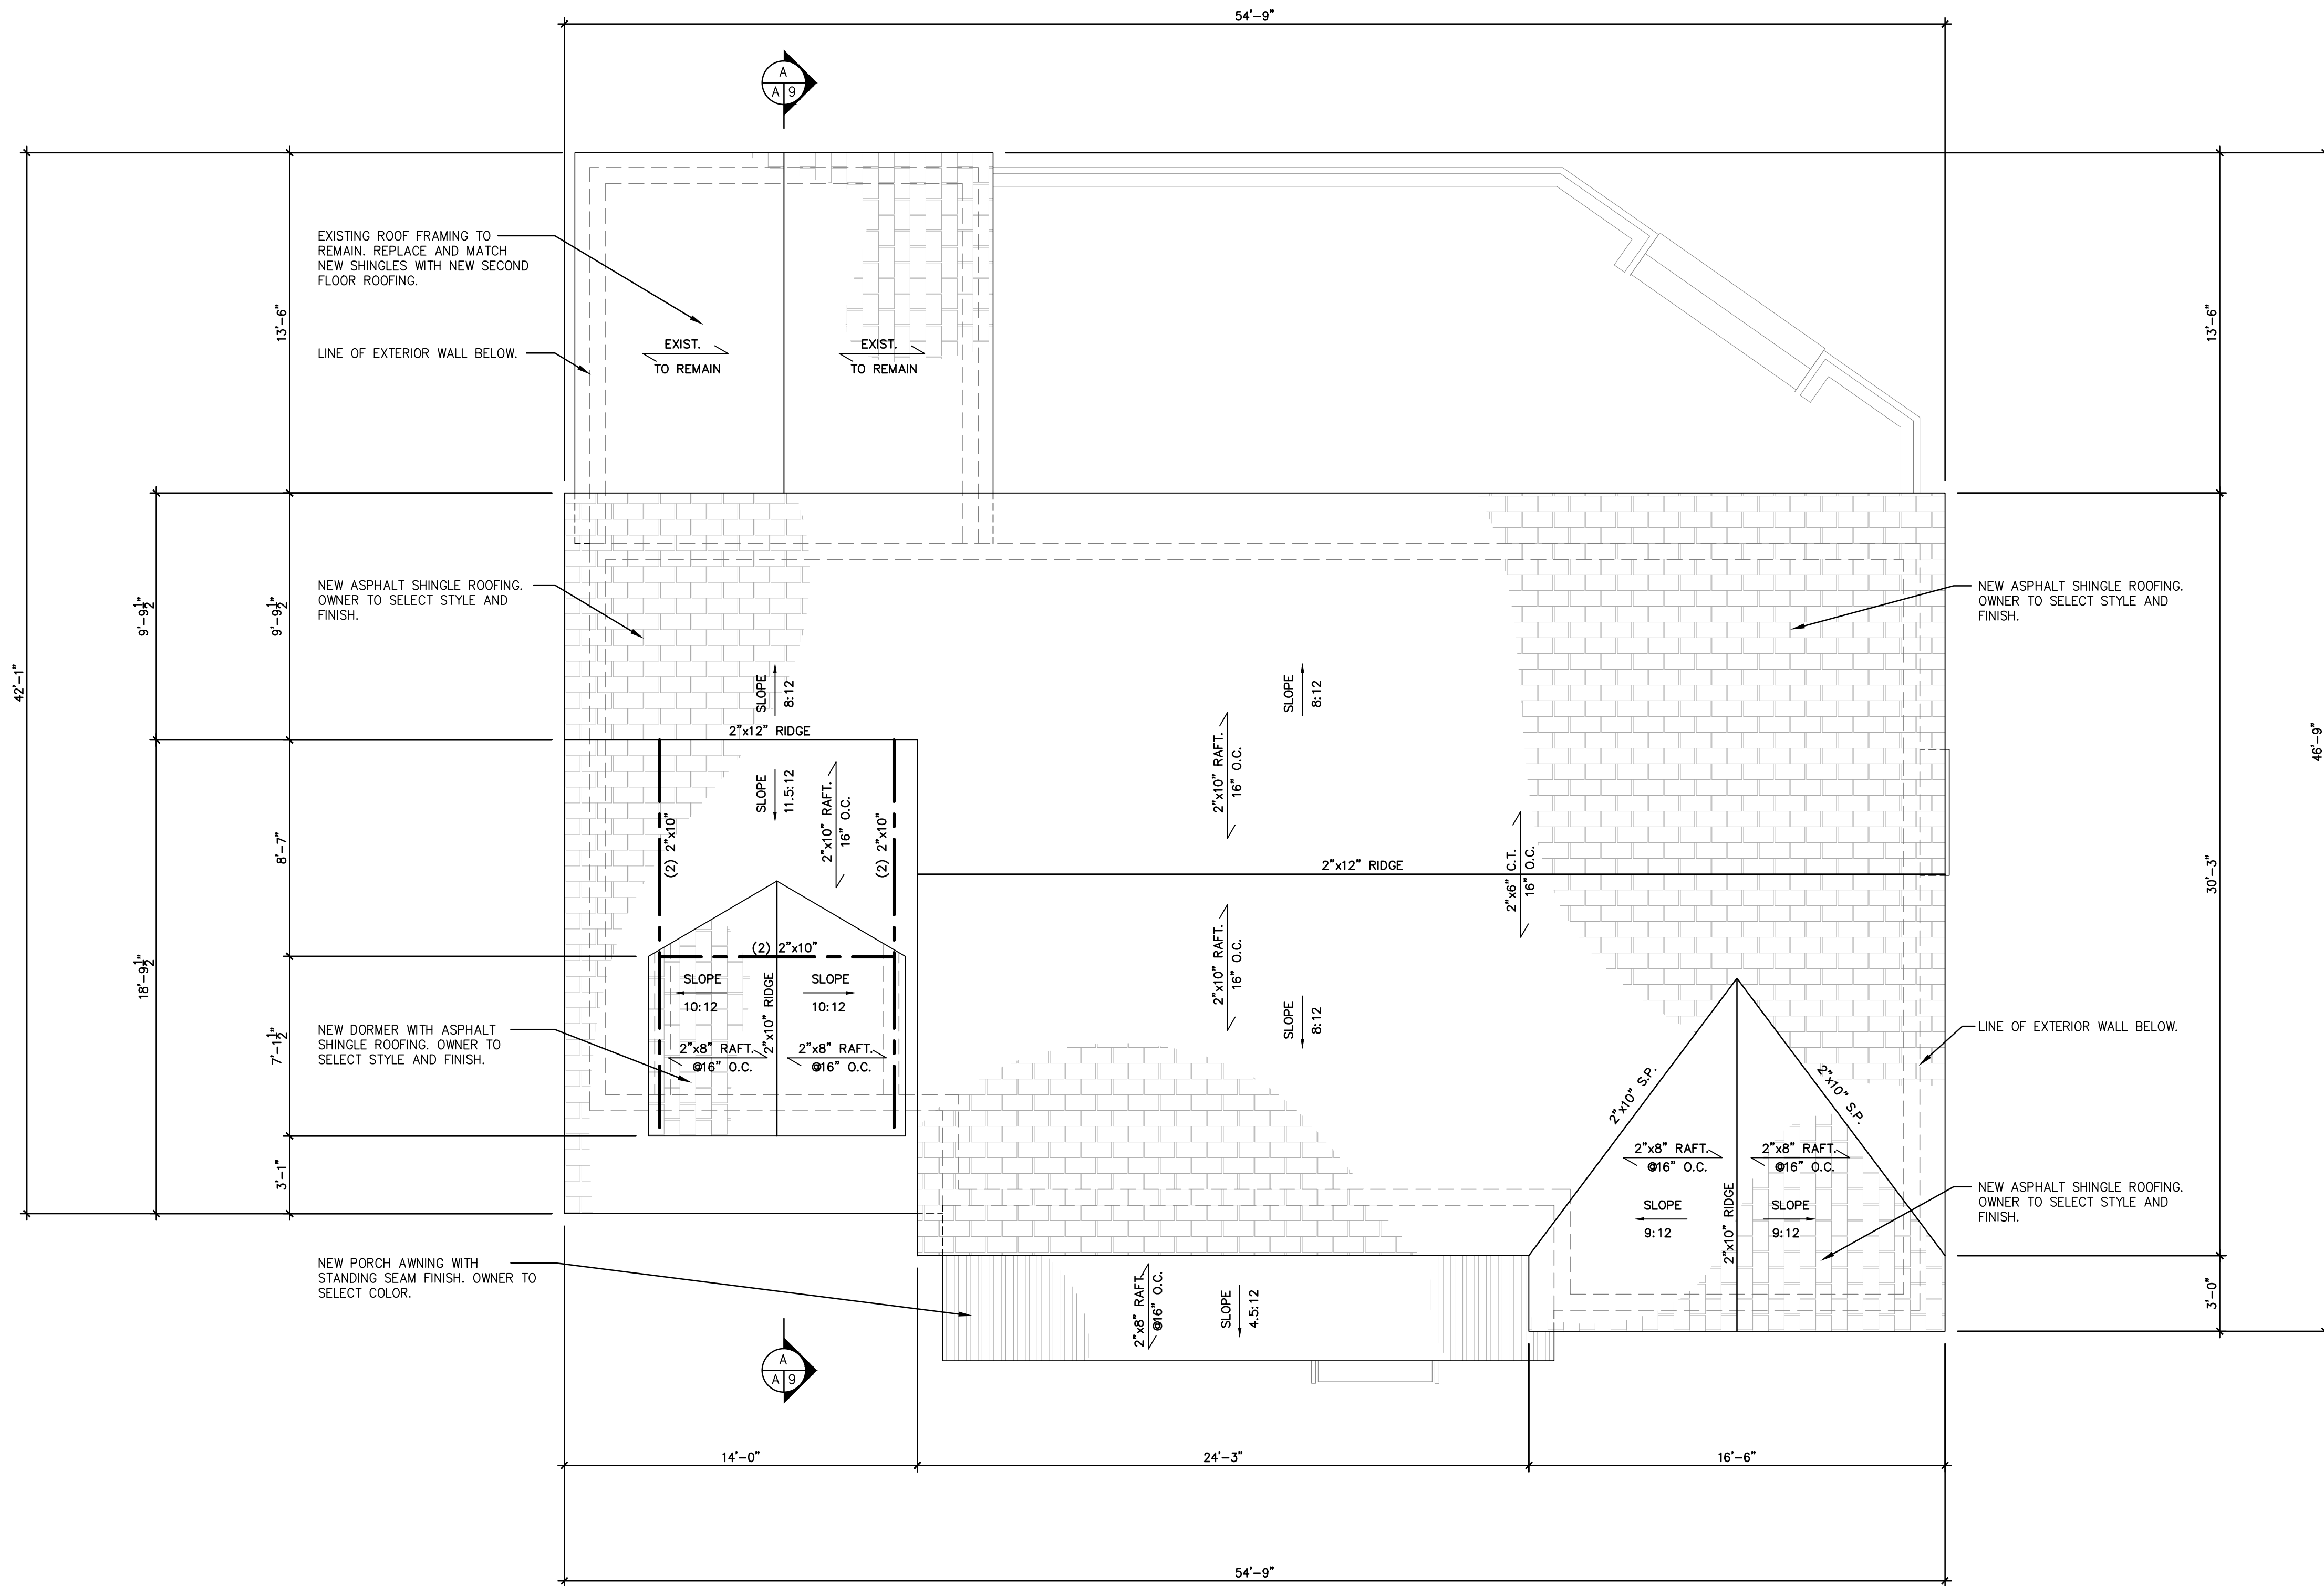 54'-9"
A
A 9
EXISTING ROOF FRAMING TO
REMAIN. REPLACE AND MATCH
NEW SHINGLES WITH NEW SECOND
FLOOR ROOFING.
LINE OF EXTERIOR WALL BELOW.
EXIST.
TO REMAIN
EXIST.
TO REMAIN
13'-6"
13'-6"
NEW ASPHALT SHINGLE ROOFING.
OWNER TO SELECT STYLE AND
FINISH.
NEW ASPHALT SHINGLE ROOFING.
OWNER TO SELECT STYLE AND
FINISH.
9'-9 1/2"
9'-9 1/2"
42'-1"
46'-9"
SLOPE
8:12
SLOPE
8:12
2"x12" RIDGE
2"x10" RAFT.
16" O.C.
SLOPE
11.5:12
2"x10" RAFT.
16" O.C.
(2) 2"x10"
(2) 2"x10"
8'-7"
2"x12" RIDGE
2"x6" C.T.
16" O.C.
30'-3"
(2) 2"x10"
18'-9 1/2"
SLOPE
10:12
SLOPE
10:12
2"x10" RIDGE
2"x8" RAFT.
@16" O.C.
2"x8" RAFT.
@16" O.C.
7'-1 1/2"
NEW DORMER WITH ASPHALT
SHINGLE ROOFING. OWNER TO
SELECT STYLE AND FINISH.
2"x10" RAFT.
16" O.C.
SLOPE
8:12
LINE OF EXTERIOR WALL BELOW.
2"x10" S.P.
2"x10" S.P.
2"x8" RAFT.
@16" O.C.
2"x8" RAFT.
@16" O.C.
3'-1"
SLOPE
9:12
2"x10" RIDGE
SLOPE
9:12
NEW ASPHALT SHINGLE ROOFING.
OWNER TO SELECT STYLE AND
FINISH.
NEW PORCH AWNING WITH
STANDING SEAM FINISH. OWNER TO
SELECT COLOR.
2"x8" RAFT.
@16" O.C.
SLOPE
4.5:12
3'-0"
A
A 9
14'-0"
24'-3"
16'-6"
54'-9"